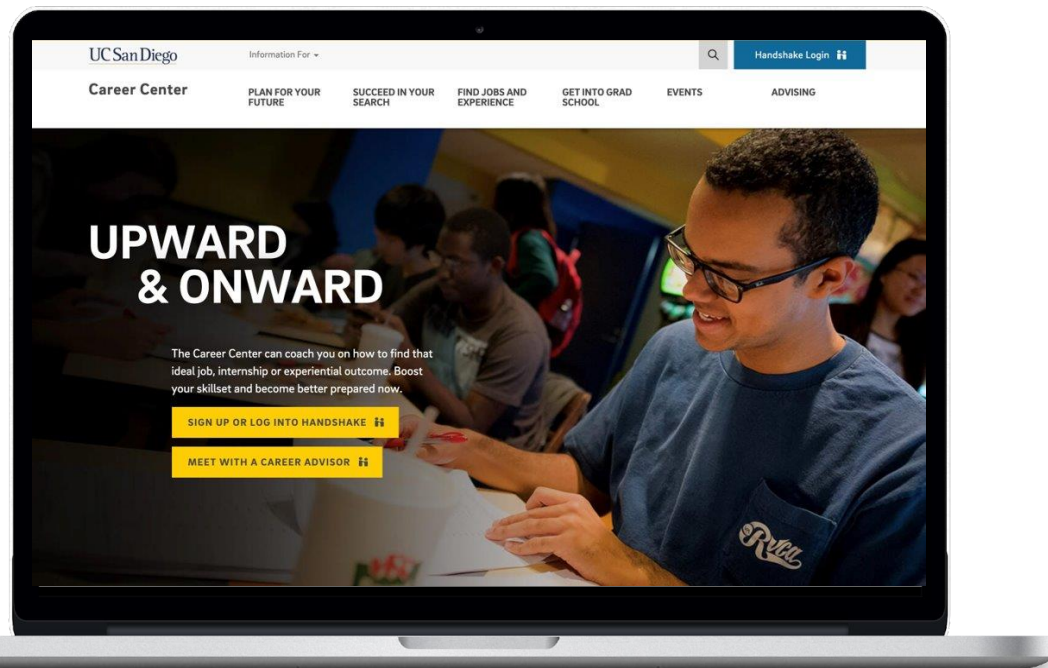 UC San Diego
Information For
Handshake Login
Career Center
PLAN FOR YOUR
FUTURE
SUCCEED IN YOUR
SEARCH
FIND JOBS AND
EXPERIENCE
GET INTO GRAD
SCHOOL
EVENTS
ADVISING
UPWARD
& ONWARD
The Career Center can coach you on how to find that
ideal job, internship or experiential outcome. Boost
your skillset and become better prepared now.
SIGN UP OR LOG INTO HANDSHAKE
MEET WITH A CAREER ADVISOR
RVCA